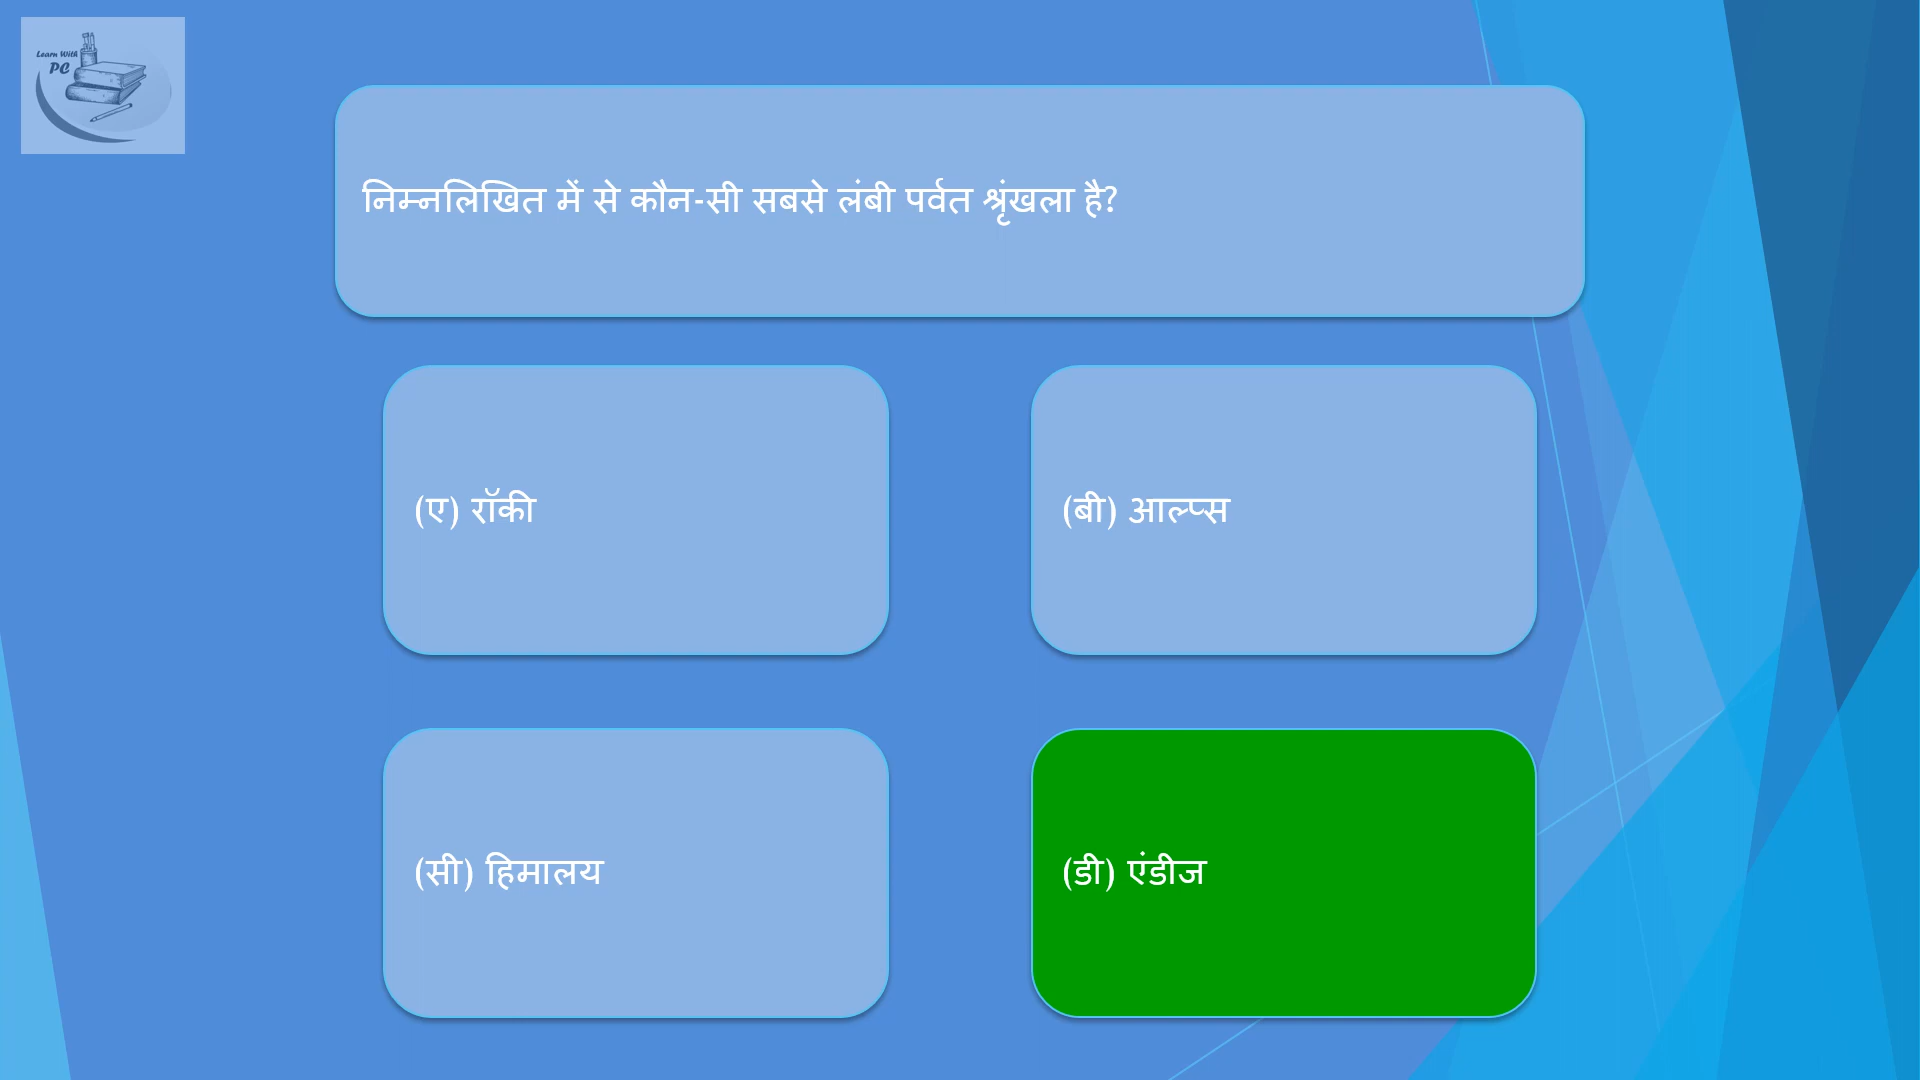 Learn With
PC
निम्नलिखित में से कौन-सी सबसे लंबी पर्वत श्रृंखला है?
(ए) रॉकी
(बी) आल्प्स
(सी) हिमालय
(डी) एंडीज